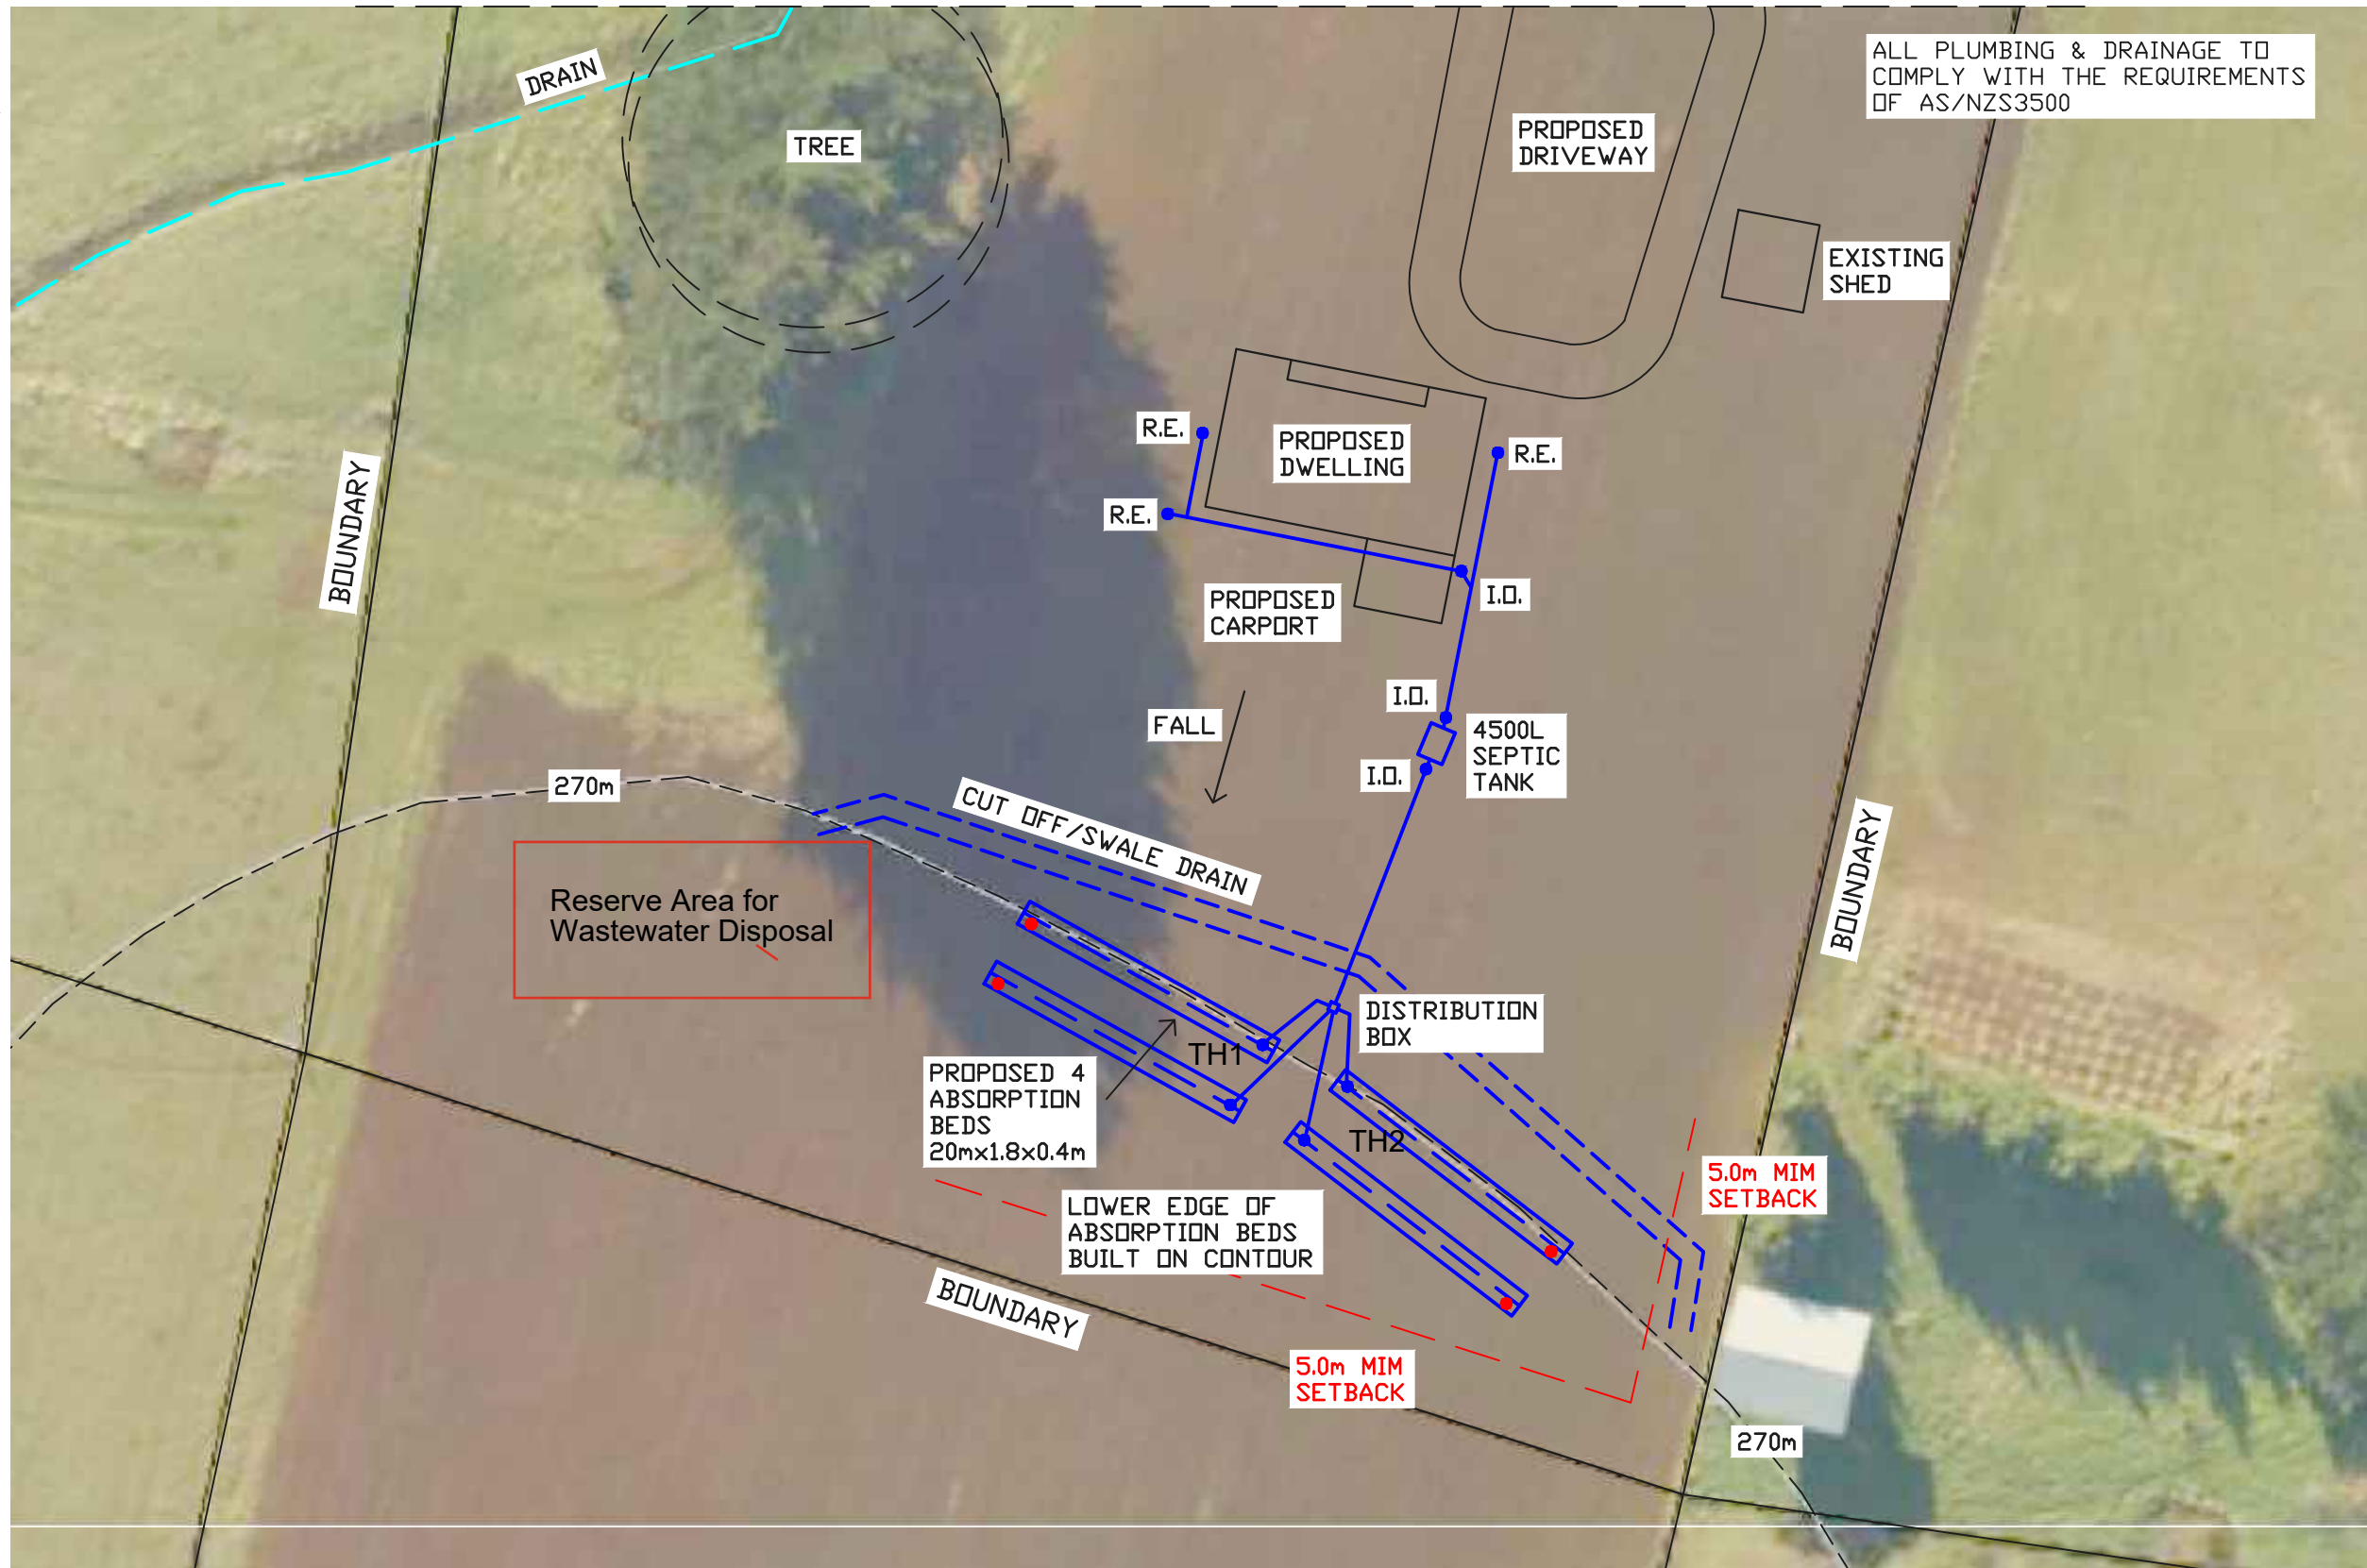 ALL PLUMBING & DRAINAGE TO
COMPLY WITH THE REQUIREMENTS
OF AS/NZS3500
DRAIN
TREE
PROPOSED
DRIVEWAY
EXISTING
SHED
R.E.
PROPOSED
DWELLING
R.E.
R.E.
BOUNDARY
PROPOSED
CARPORT
I.O.
I.O.
FALL
4500L
SEPTIC
TANK
I.O.
270m
CUT OFF/SWALE DRAIN
BOUNDARY
Reserve Area for
Wastewater Disposal
DISTRIBUTION
BOX
TH1
PROPOSED 4
ABSORPTION
BEDS
20mx1.8x0.4m
TH2
5.0m MIM
SETBACK
LOWER EDGE OF
ABSORPTION BEDS
BUILT ON CONTOUR
BOUNDARY
5.0m MIM
SETBACK
270m